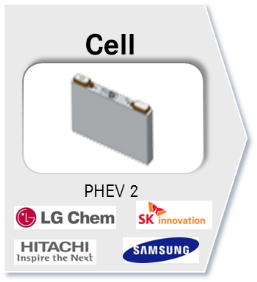 Cell
PHEV 2
LG Chem
SK innovation
HITACHI
Inspire the Next
SAMSUNG